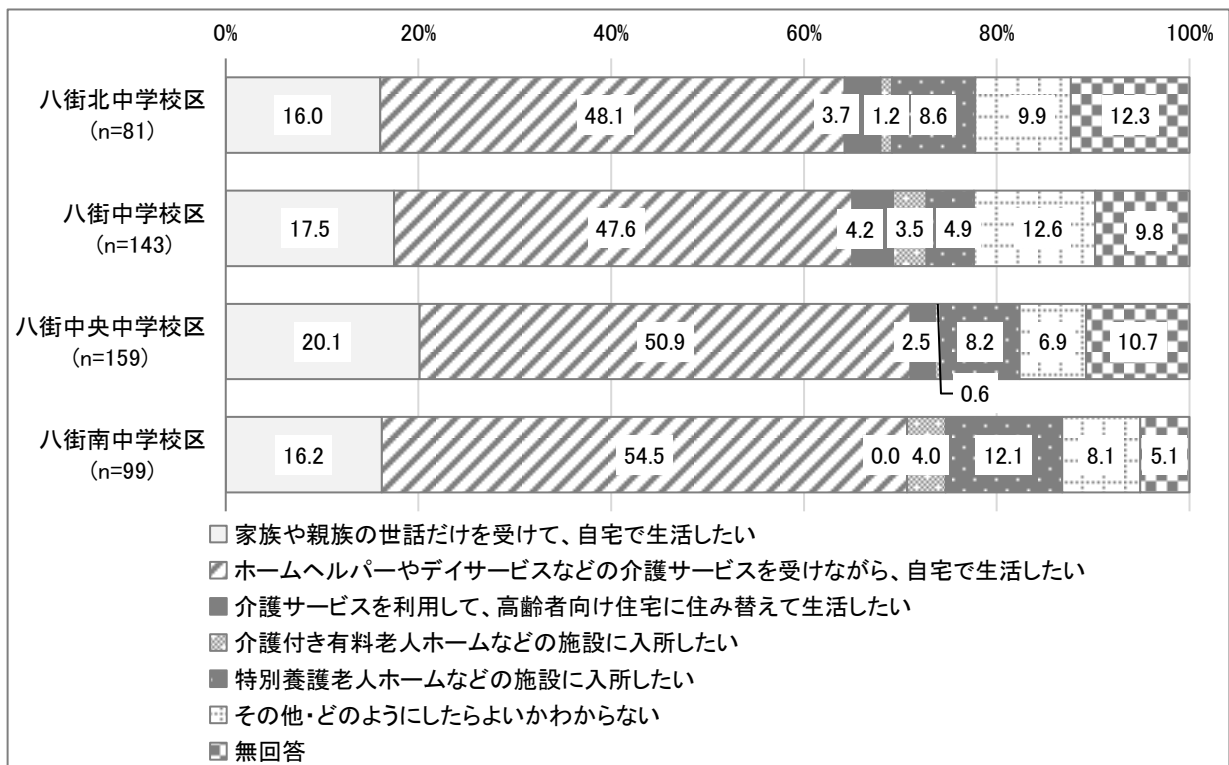 0% 20% 40% 60% 80% 100%
八街北中学校区
(n=81)
16.0 48.1 3.7 1.2 8.6 9.9 12.3
八街中学校区
(n=143)
17.5 47.6 4.2 3.5 4.9 12.6 9.8
八街中央中学校区
(n=159)
20.1 50.9 2.5 8.2 6.9 10.7
0.6
八街南中学校区
(n=99)
16.2 54.5 0.0 4.0 12.1 8.1 5.1
家族や親族の世話だけを受けて、自宅で生活したい
ホームヘルパーやデイサービスなどの介護サービスを受けながら、自宅で生活したい
介護サービスを利用して、高齢者向け住宅に住み替えて生活したい
介護付き有料老人ホームなどの施設に入所したい
特別養護老人ホームなどの施設に入所したい
その他・どのようにしたらよいかわからない
無回答